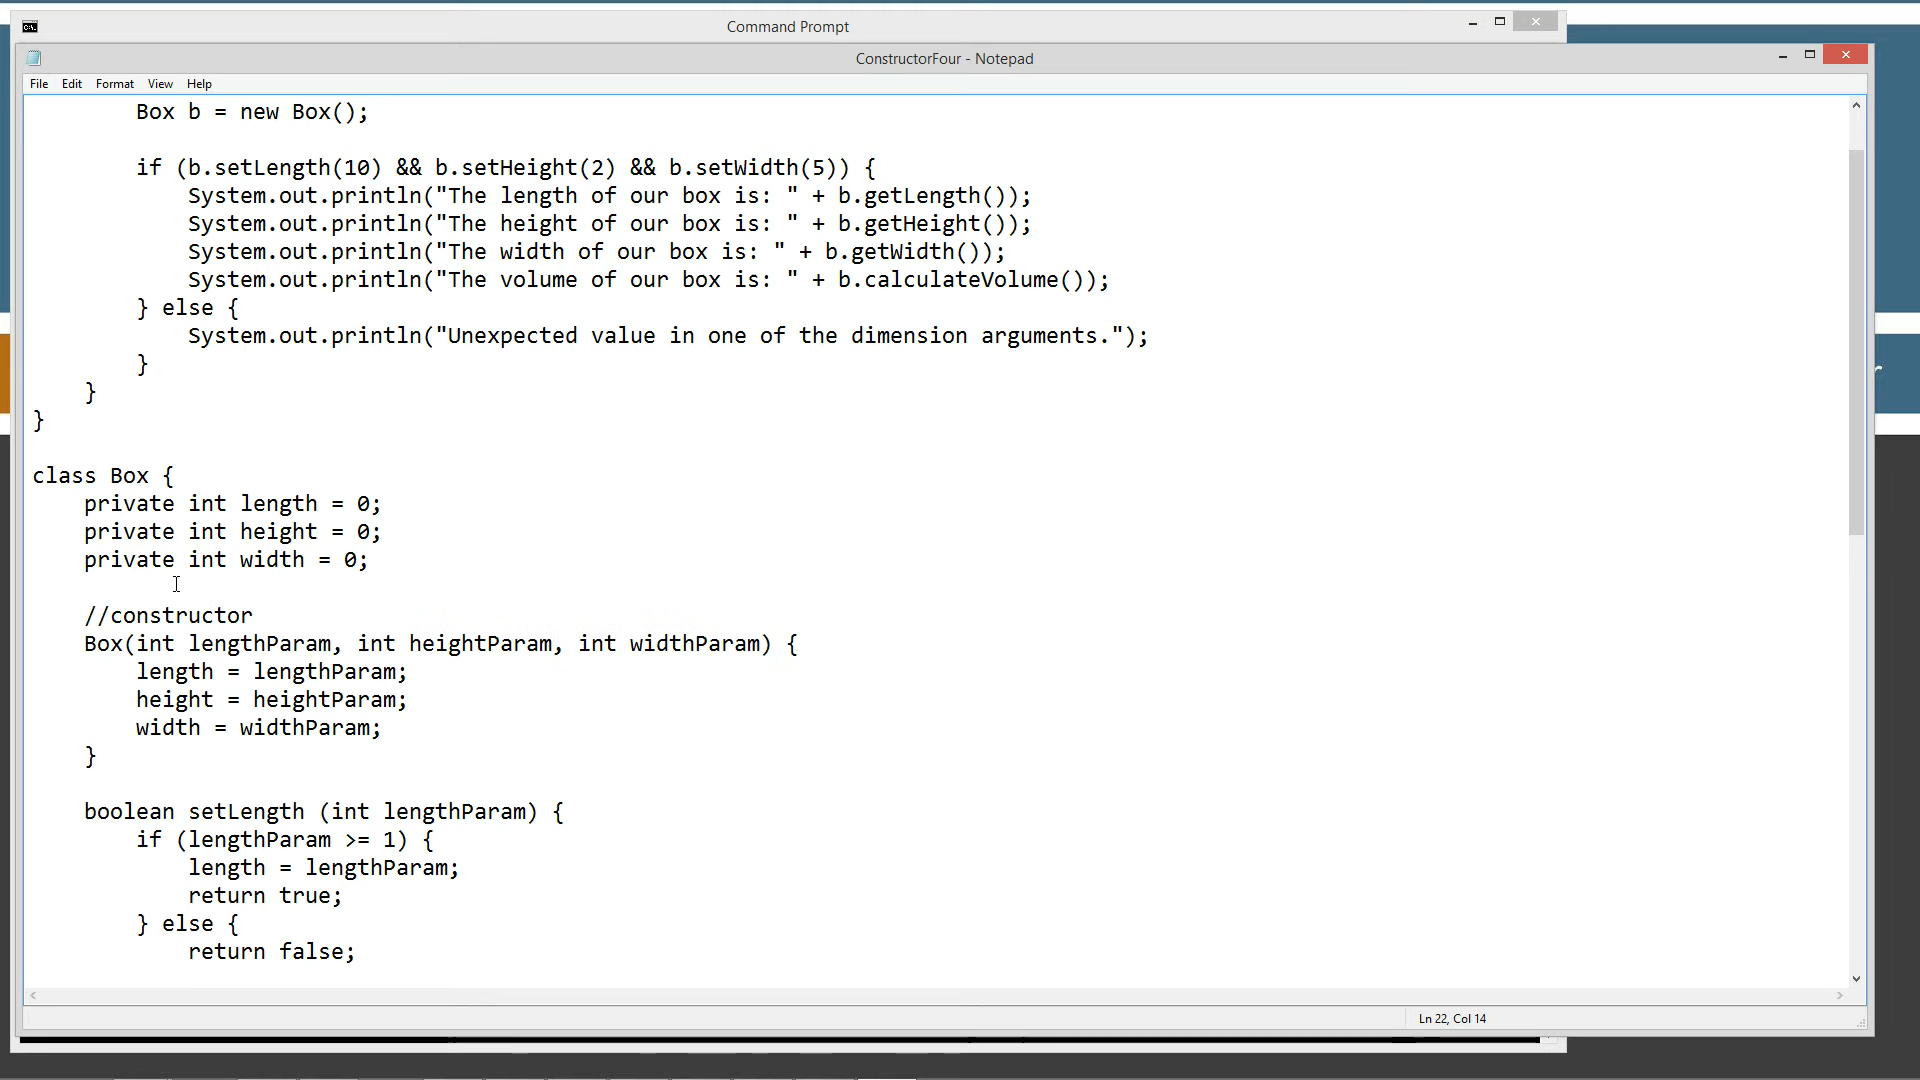 Command Prompt
ConstructorFour - Notepad
File Edit Format View Help
Box b = new Box();
if (b.setLength(10) && b.setHeight(2) && b.setWidth(5)) {
System.out.println("The length of our box is: " + b.getLength());
System.out.println("The height of our box is: " + b.getHeight());
System.out.println("The width of our box is: " + b.getWidth());
System.out.println("The volume of our box is: " + b.calculateVolume());
} else {
System.out.println("Unexpected value in one of the dimension arguments.");
}
}
}
class Box {
private int length = 0;
private int height = 0;
private int width = 0;
//constructor
Box(int lengthParam, int heightParam, int widthParam) {
length = lengthParam;
height = heightParam;
width = widthParam;
}
boolean setLength (int lengthParam) {
if (lengthParam >= 1) {
length = lengthParam;
return true;
} else {
return false;
Ln 22, Col 14